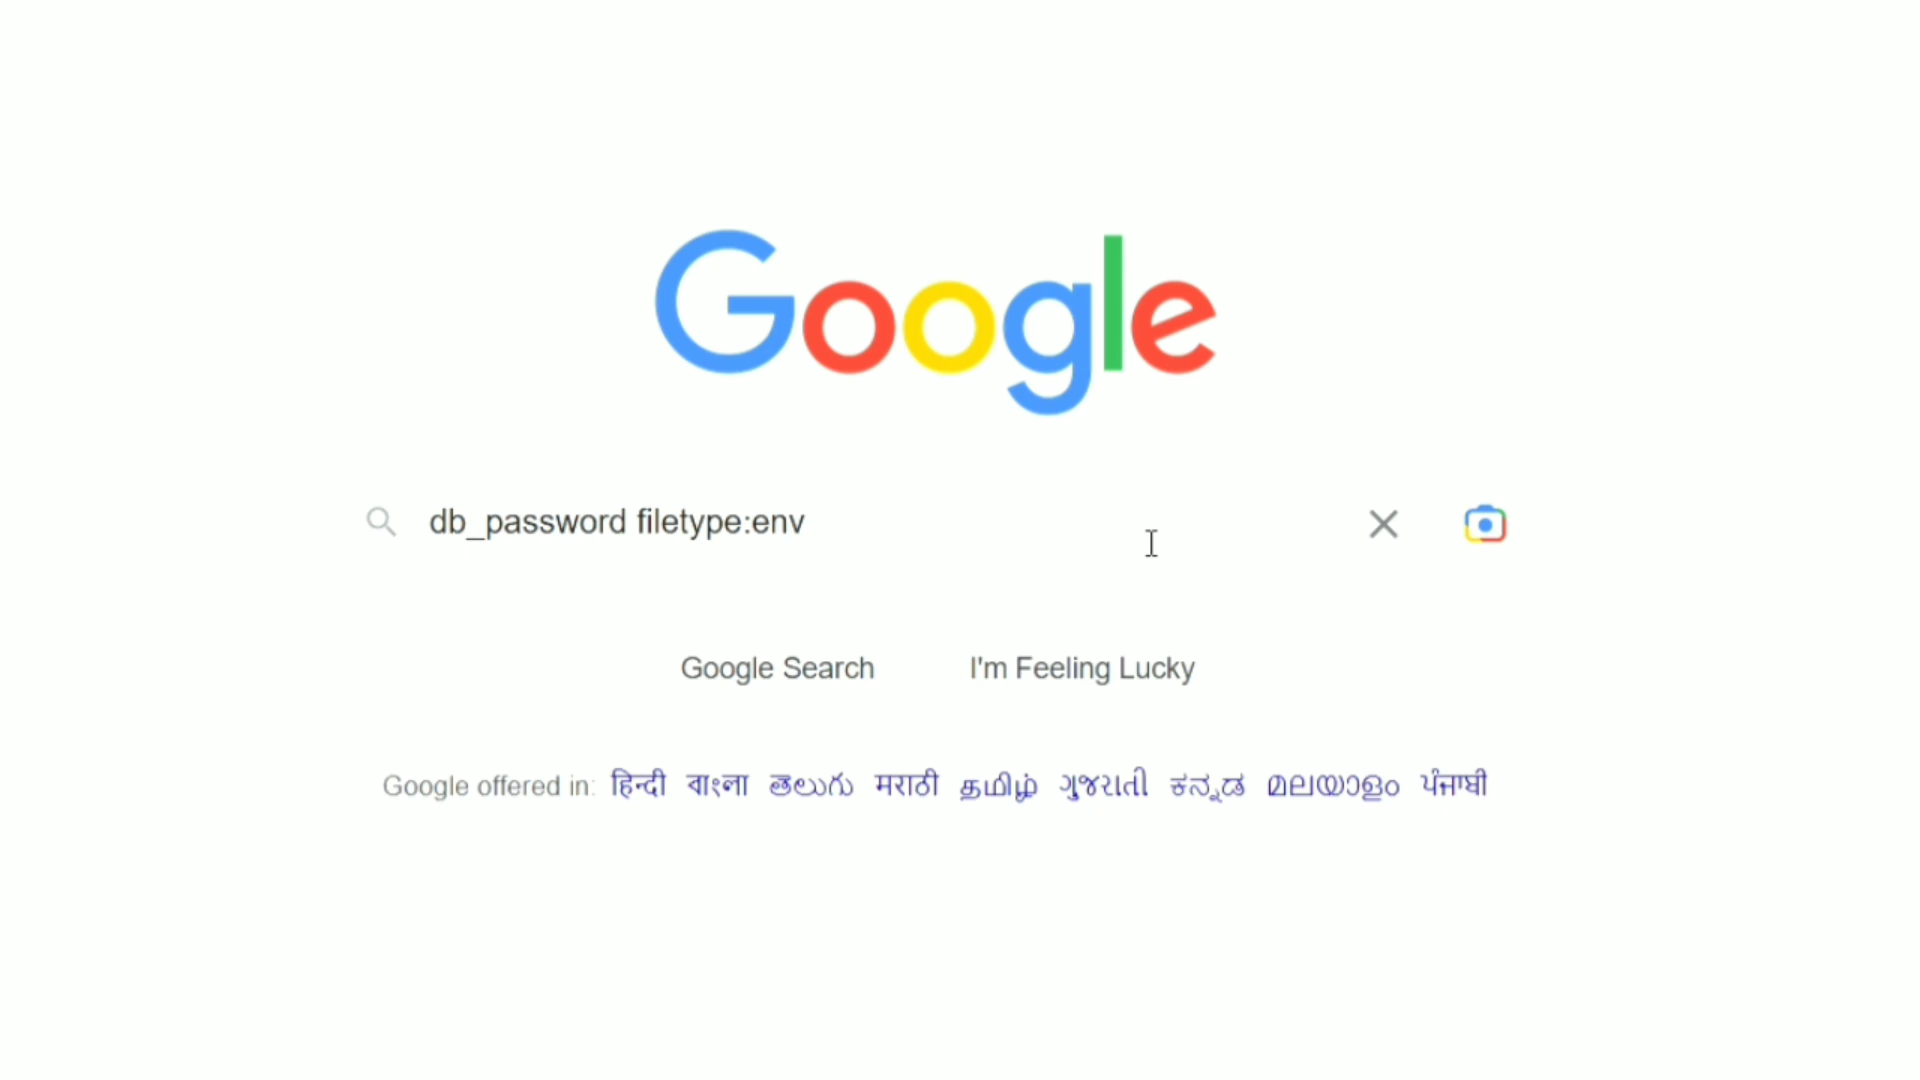 Google
db_password filetype:env
Google Search I'm Feeling Lucky
Google offered in: हिन्दी বাংলা తెలుగు मराठी தமிழ் ગુજરાતી ಕನ್ನಡ മലയാളം ਪੰਜਾਬੀ